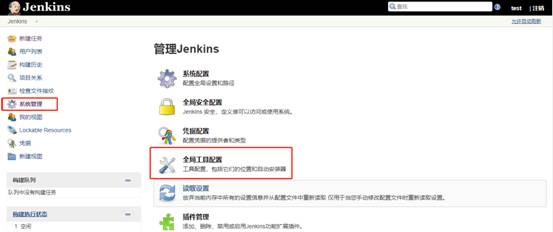 Jenkins
查找
test | 注销
Jenkins
允许自动刷新
新建任务
用户列表
构建历史
项目关系
检查文件指纹
系统管理
我的视图
Lockable Resources
凭据
新建视图
构建队列
队列中没有构建任务
构建执行状态
1 空闲
管理Jenkins
系统配置
配置全局设置和路径
全局安全配置
Jenkins 安全，定义谁可以访问或使用系统。
凭据配置
配置凭据的提供者和类型
全局工具配置
工具配置，包括它们的位置和自动安装器
读取设置
放弃当前内存中所有的设置信息并从配置文件中重新读取 仅用于当您手动修改配置文件时重新读取设置。
插件管理
添加、删除、禁用或启用Jenkins功能扩展插件。